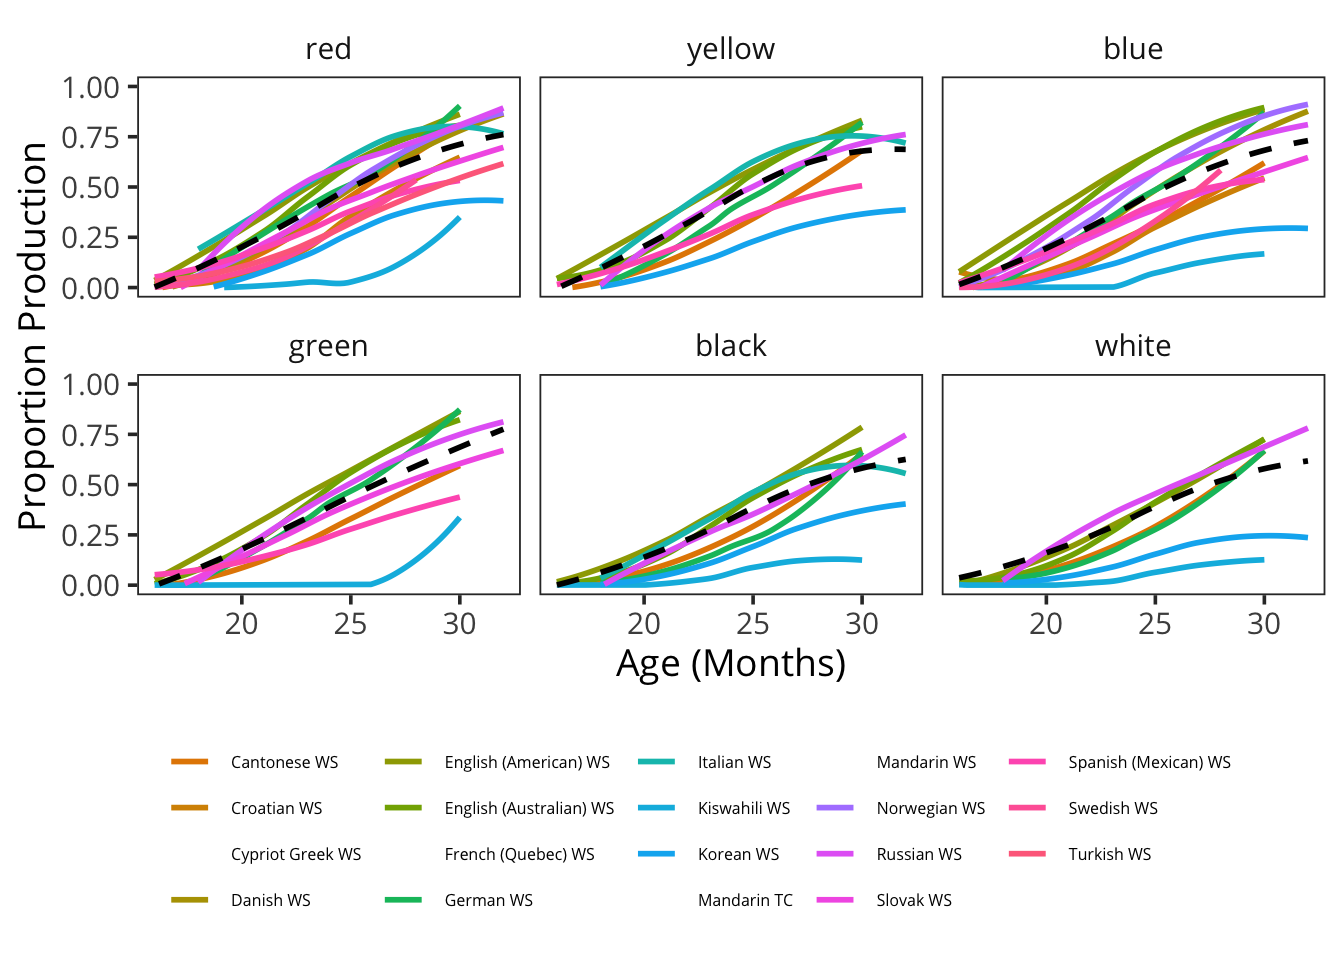 red yellow blue
1.00
0.75
0.50
0.25
0.00
green black white
1.00
0.75
0.50
0.25
0.00
20 25 30 20 25 30 20 25 30
Proportion Production
Age (Months)
Cantonese WS English (American) WS Italian WS Mandarin WS Spanish (Mexican) WS
Croatian WS English (Australian) WS Kiswahili WS Norwegian WS Swedish WS
Cypriot Greek WS French (Quebec) WS Korean WS Russian WS Turkish WS
Danish WS German WS Mandarin TC Slovak WS